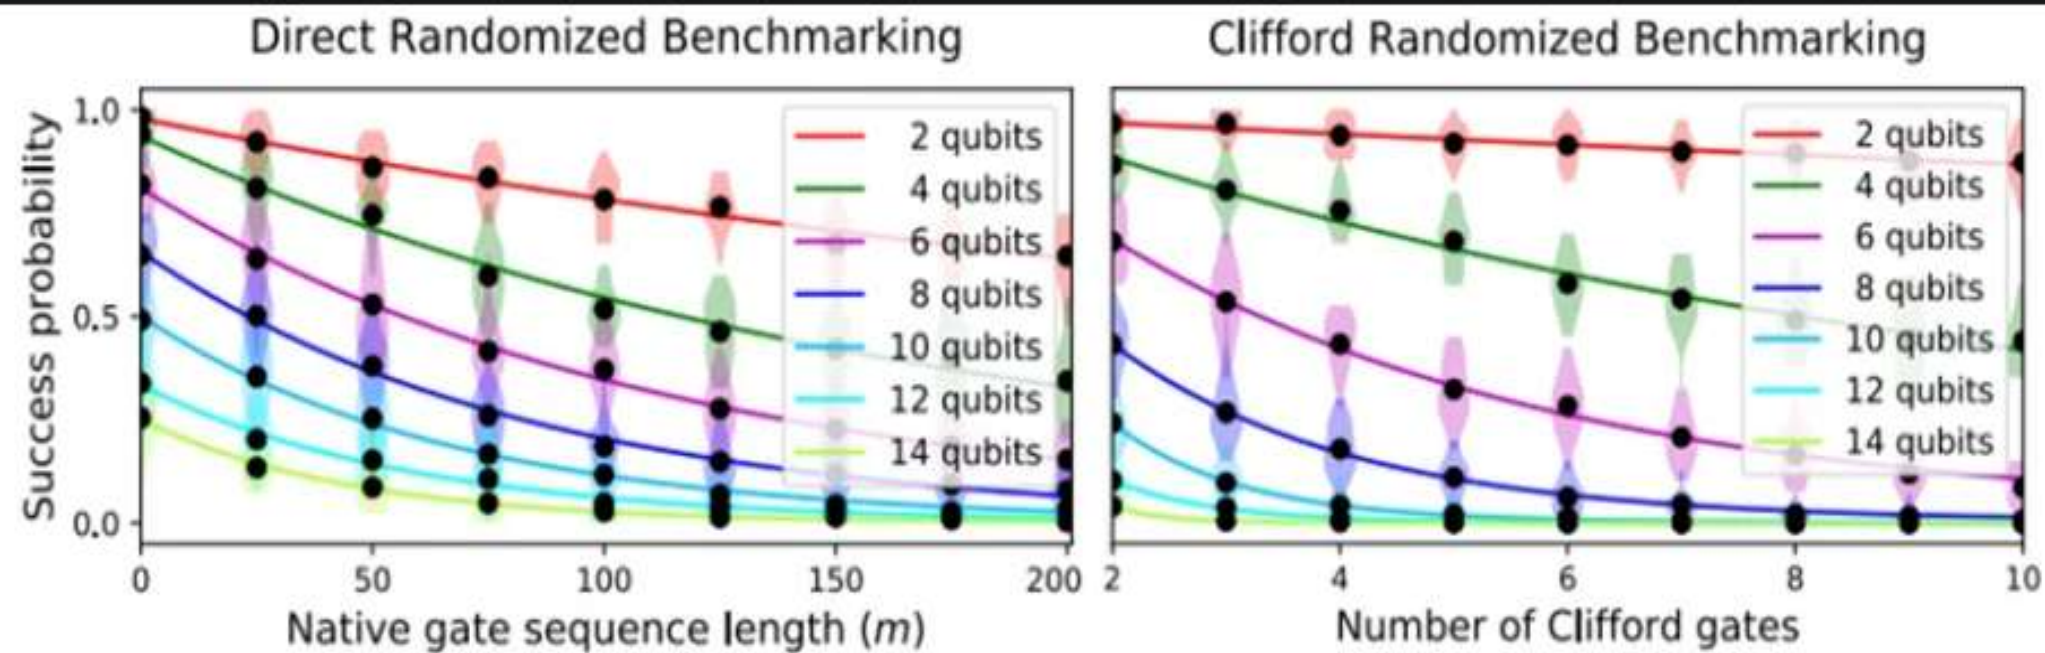 Direct Randomized Benchmarking
Clifford Randomized Benchmarking
Success probability
1.0
0.5
0.0
2 qubits
4 qubits
6 qubits
8 qubits
10 qubits
12 qubits
14 qubits
0 50 100 150 200
Native gate sequence length (m)
2 qubits
4 qubits
6 qubits
8 qubits
10 qubits
12 qubits
14 qubits
2 4 6 8 10
Number of Clifford gates